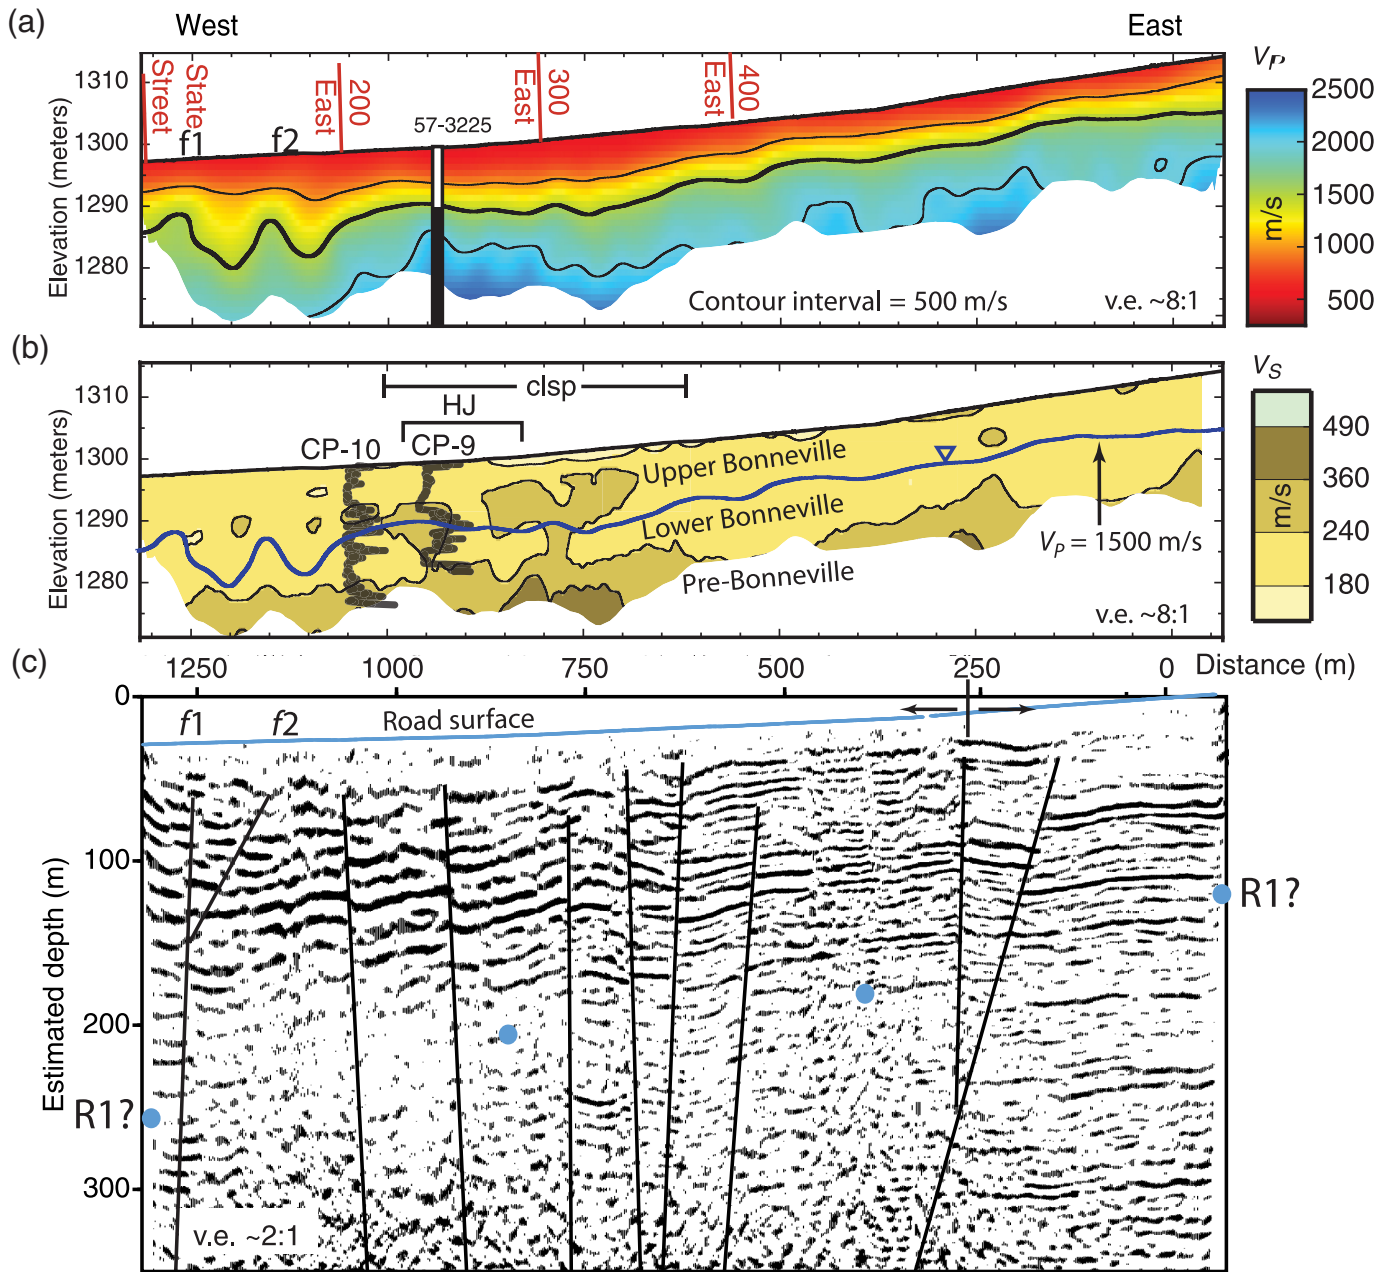 (a)
West
East
1310
1300
1290
1280
Elevation (meters)
State
Street
f1
f2
200
East
57-3225
300
East
400
East
Contour interval = 500 m/s
v.e. ~8:1
VP
2500
2000
1500
1000
500
m/s
(b)
1310
1300
1290
1280
Elevation (meters)
clsp
HJ
CP-10
CP-9
Upper Bonneville
Lower Bonneville
Pre-Bonneville
VP = 1500 m/s
v.e. ~8:1
VS
490
360
240
180
m/s
(c)
1250
1000
750
500
250
0
Distance (m)
0
100
200
300
Estimated depth (m)
f1
f2
Road surface
R1?
R1?
v.e. ~2:1